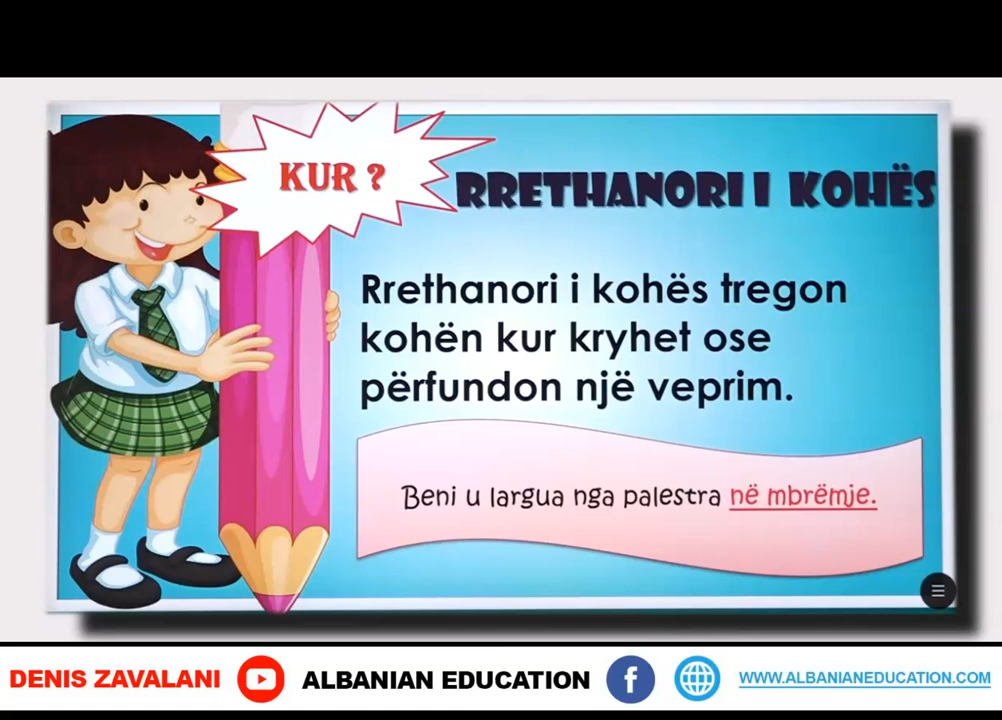 KUR ?
RRETHANORI I KOHËS
Rrethanori i kohës tregon
kohën kur kryhet ose
përfundon një veprim.
Beni u largua nga palestra në mbrëmje.
DENIS ZAVALANI ALBANIAN EDUCATION f WWW.ALBANIANEDUCATION.COM